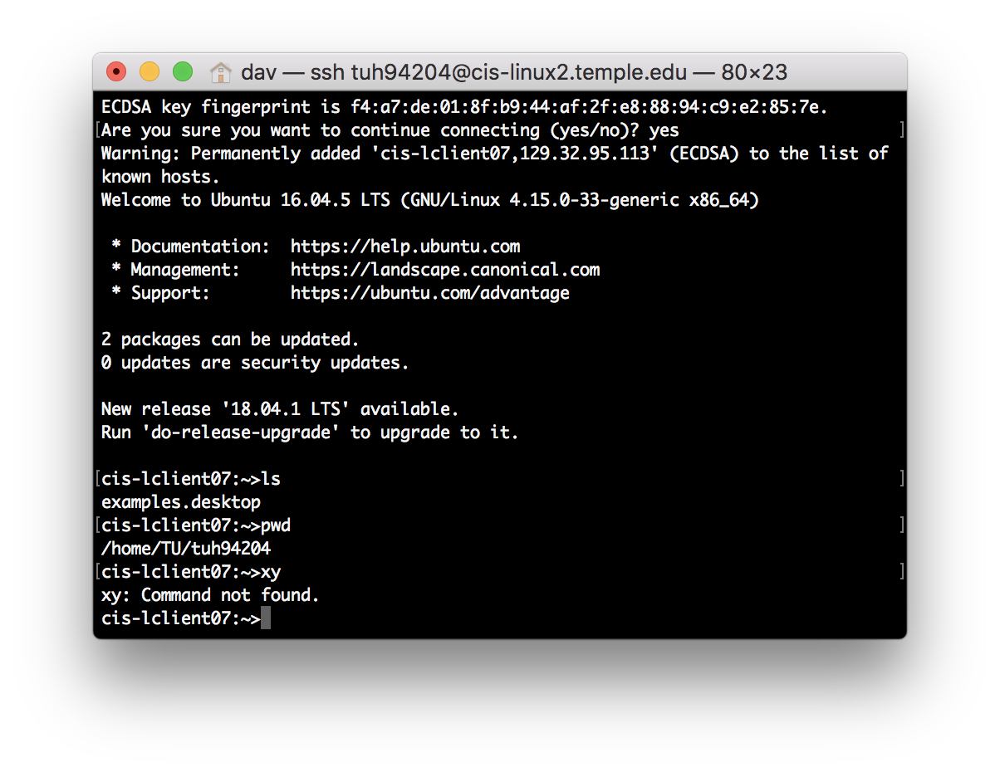 dav — ssh tuh94204@cis-linux2.temple.edu — 80×23
ECDSA key fingerprint is f4:a7:de:01:8f:b9:44:af:2f:e8:88:94:c9:e2:85:7e.
[Are you sure you want to continue connecting (yes/no)? yes ]
Warning: Permanently added 'cis-lclient07,129.32.95.113' (ECDSA) to the list of
known hosts.
Welcome to Ubuntu 16.04.5 LTS (GNU/Linux 4.15.0-33-generic x86_64)
* Documentation:  https://help.ubuntu.com
* Management:     https://landscape.canonical.com
* Support:        https://ubuntu.com/advantage
2 packages can be updated.
0 updates are security updates.
New release '18.04.1 LTS' available.
Run 'do-release-upgrade' to upgrade to it.
[cis-lclient07:~>ls ]
examples.desktop
[cis-lclient07:~>pwd ]
/home/TU/tuh94204
[cis-lclient07:~>xy ]
xy: Command not found.
cis-lclient07:~>